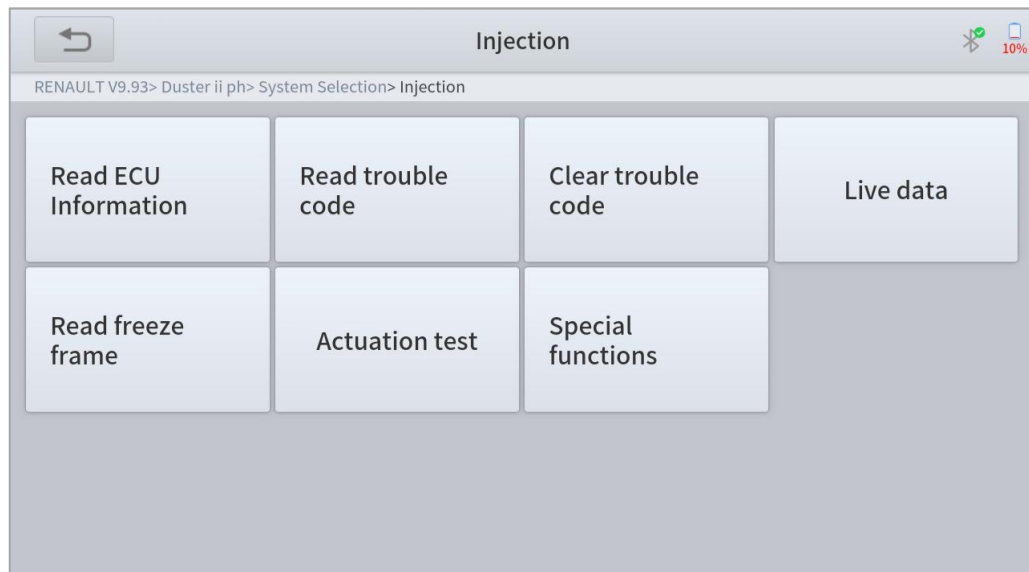 Injection
10%
RENAULT V9.93> Duster ii ph> System Selection> Injection
Read ECU
Information
Read trouble
code
Clear trouble
code
Live data
Read freeze
frame
Actuation test
Special
functions